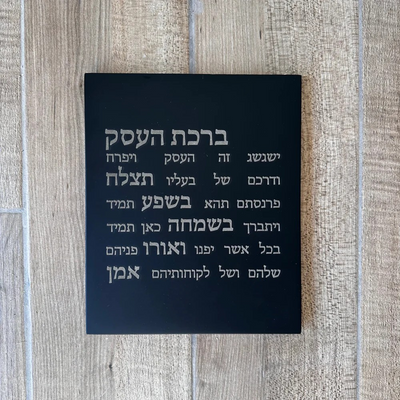 ברכת העסק
ישגשג זה העסק ויפרח
ודרכם של בעליו תצלח
פרנסתם תהא בשפע תמיד
ויתברך בשמחה כאן תמיד
בכל אשר יפנו ואורו פניהם
שלהם ושל לקוחותיהם אמן